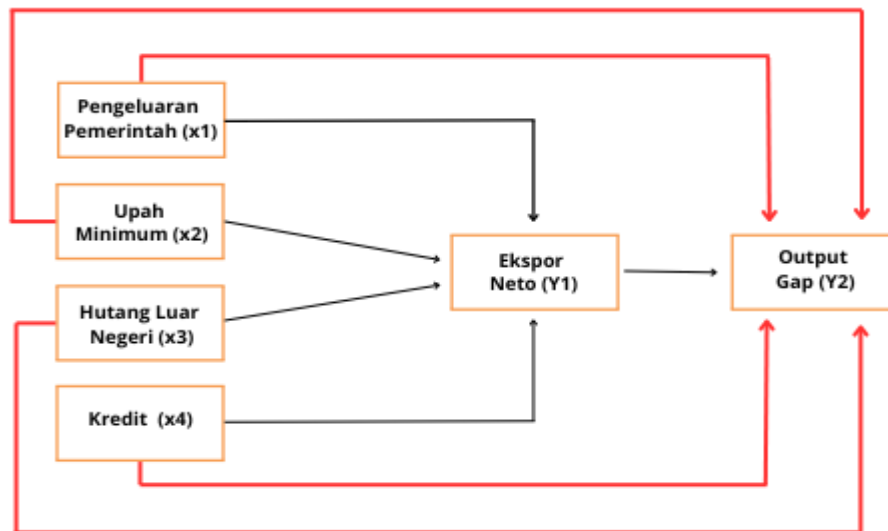 Pengeluaran
Pemerintah (x1)
Upah
Minimum (x2)
Hutang Luar
Negeri (x3)
Kredit (x4)
Ekspor
Neto (Y1)
Output
Gap (Y2)